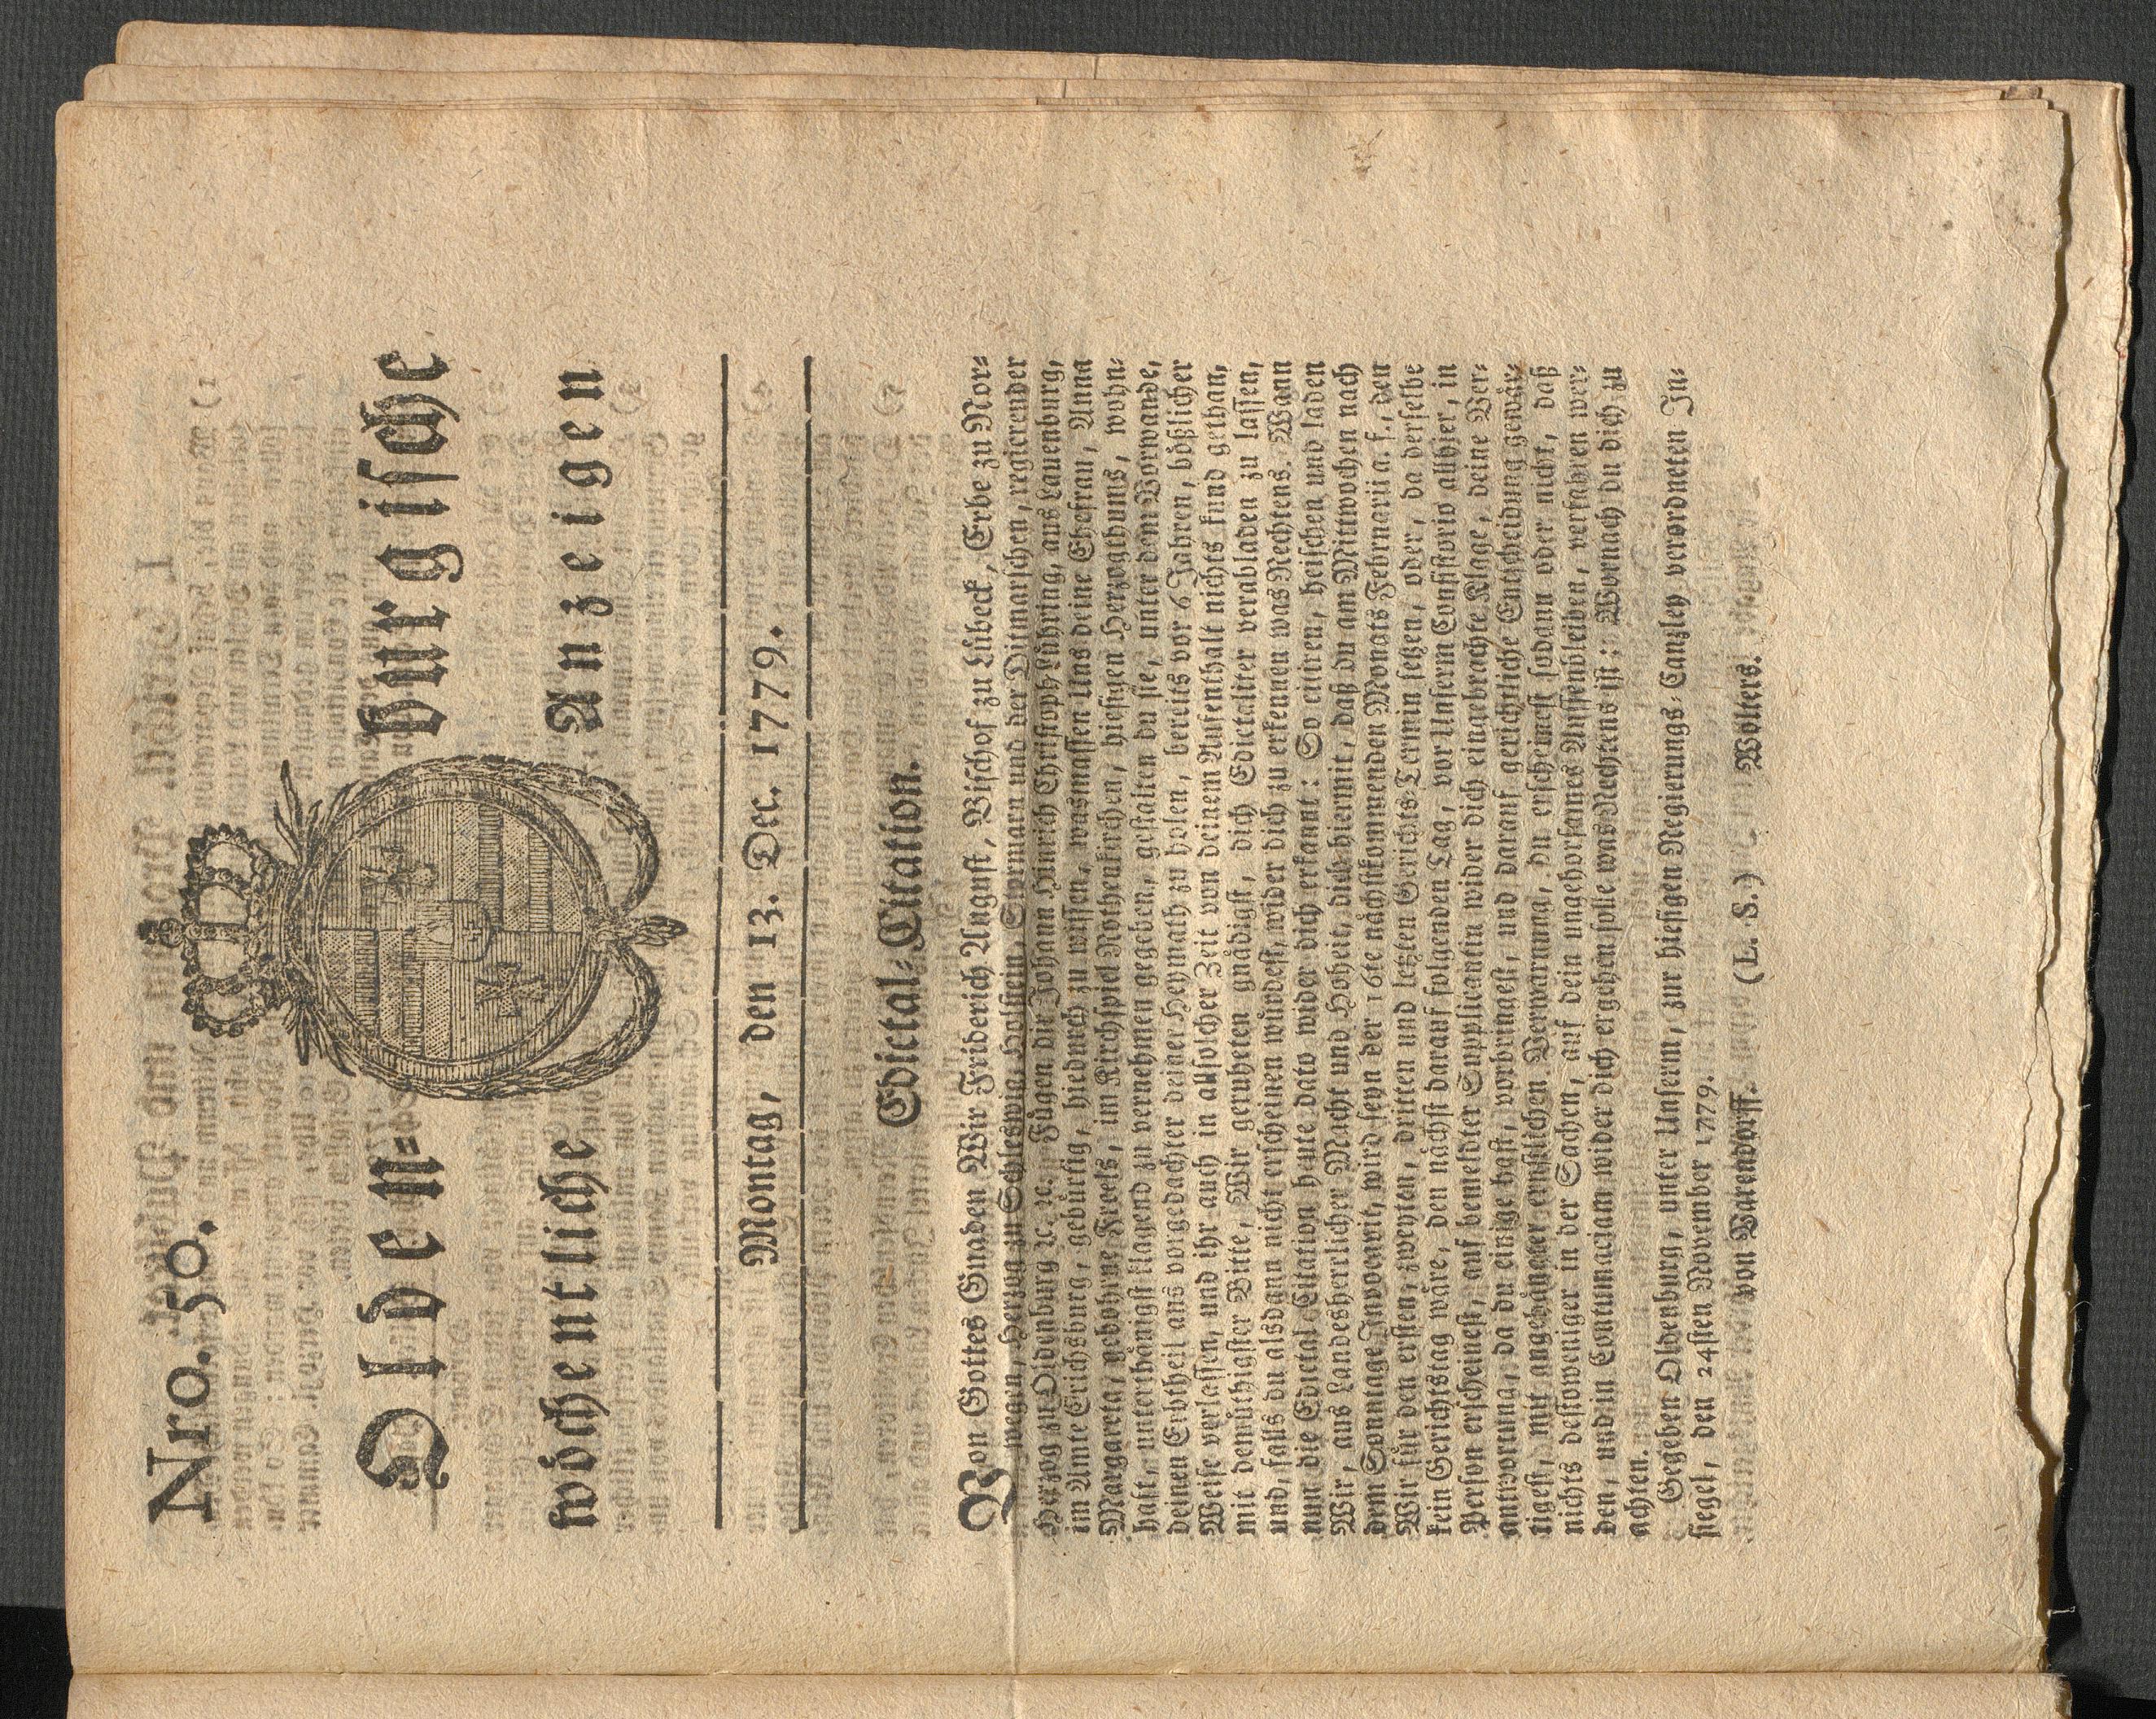 Nro. 50.
Olden= burgische
wöchentliche Anzeigen
Montag, den 13. Dec. 1779.
Edictal=Citation.
Von Gottes Gnaden Wir Friderich August, Bischof zu Lübeck, Erbe zu Nor=
wegen, Herzog zu Schleswig, Holstein, Stormarn und der Ditmarschen, regierender
Herzog zu Oldenburg ꝛc. ꝛc. Fügen dir Johann Hinrich Christoph Lühring, aus Lauenburg,
im Amte Erichsburg, gebürtig, hiedurch zu wissen, wasmassen Uns deine Ehefrau, Anna
Margareta, gebohrne Freels, im Kirchspiel Rothenkirchen, hiesigen Herzogthums, wohn=
haft, unterthänigst klagend zu vernehmen gegeben, gestalten du sie, unter dem Vorwande,
deinen Erbtheil aus vorgedachter deiner Heymath zu holen, bereits vor 6 Jahren, bößlicher
Weise verlassen, und ihr auch in allsolcher Zeit von deinem Aufenthalt nichts kund gethan,
mit demüthigster Bitte, Wir geruheten gnädigst, dich Edictaliter verabladen zu lassen,
und, falls du alsdann nicht erscheinen würdest, wider dich zu erkennen was Rechtens. Wann
nun die Edictal Citation heute dato wider dich erkannt: So citiren, heischen und laden
Wir, aus Landesherrlicher Macht und Hoheit, dich hiermit, daß du am Mittwochen nach
dem Sonntage Invocavit, wird seyn der 16te nächstkommenden Monats Februarii a. f., den
Wir für den ersten, zweyten, dritten und letzten Gerichts=Termin setzen, oder, da derselbe
kein Gerichtstag wäre, den nächst darauf folgenden Tag, vor Unserm Consistorio allhier, in
Person erscheinest, auf bemeldter Supplicantin wider dich eingebrachte Klage, deine Ver=
antwortung, da du einige hast, vorbringest, und darauf gerichtliche Entscheidung gewär=
tigest, mit angehängter ernstlichen Verwarnung, du erscheinest sodann oder nicht, daß
nichts destoweniger in der Sachen, auf dein ungehorsames Aussenbleiben, verfahren wer=
den, und in Contumaciam wider dich ergehen solle was Rechtens ist: Wornach du dich zu
achten.
Gegeben Oldenburg, unter Unserm, zur hiesigen Regierungs=Canzley verordneten In=
siegel, den 24sten November 1779.
von Varendorff. (L. S.) Wolters.